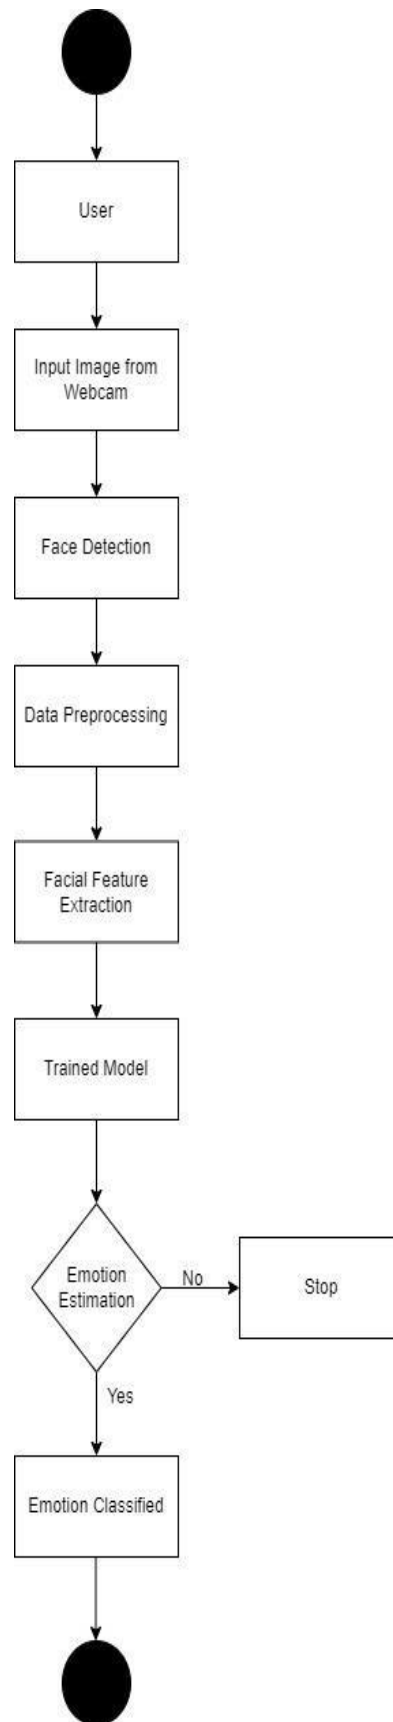 User
Input Image from
Webcam
Face Detection
Data Preprocessing
Facial Feature
Extraction
Trained Model
Emotion
Estimation
No
Stop
Yes
Emotion Classified